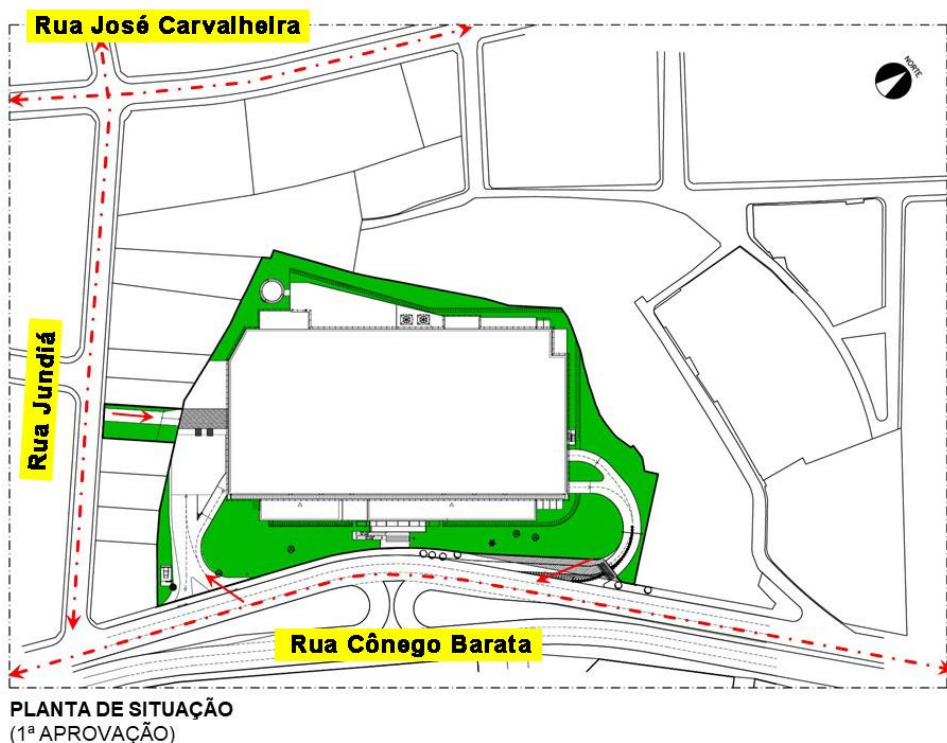 Rua José Carvalheira
NORTE
Rua Jundiá
Rua Cônego Barata
PLANTA DE SITUAÇÃO
(1ª APROVAÇÃO)